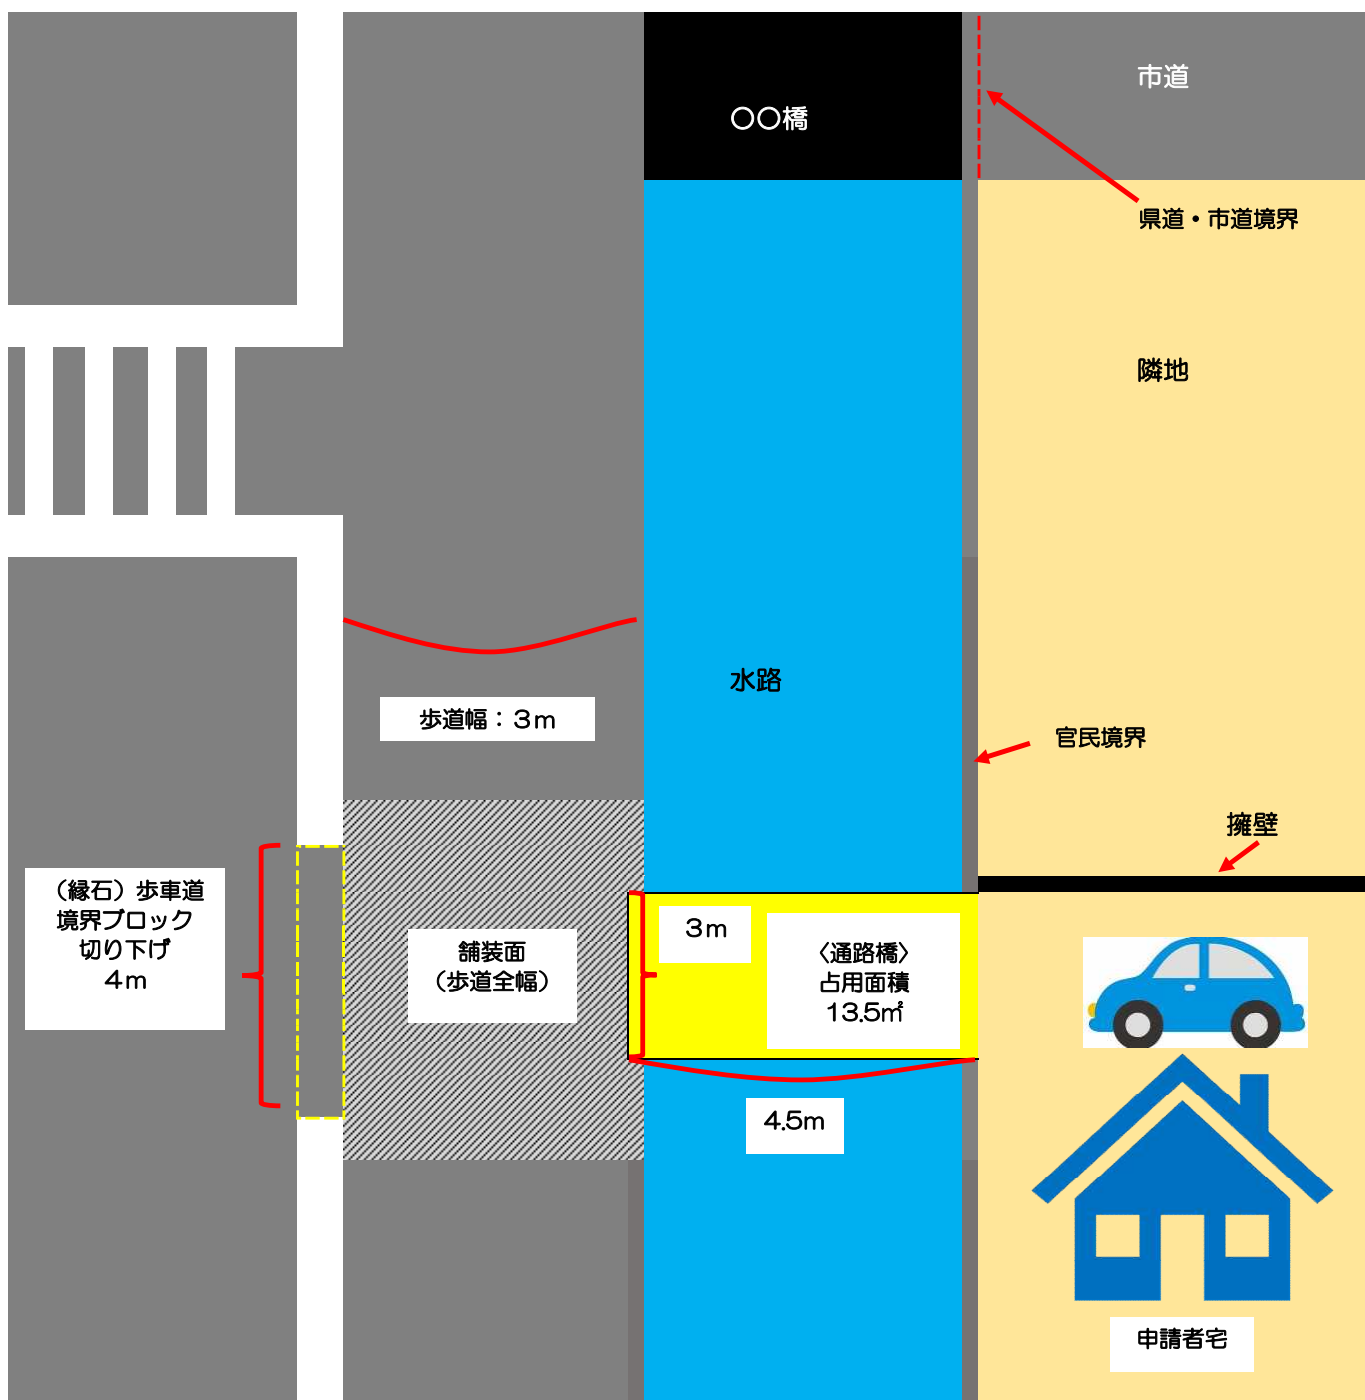 市道
〇〇橋
県道・市道境界
隣地
水路
歩道幅：３ｍ
官民境界
擁壁
（縁石）歩車道
境界ブロック
切り下げ
４ｍ
舗装面
（歩道全幅）
３ｍ
〈通路橋〉
占用面積
13.5㎡
4.5m
申請者宅